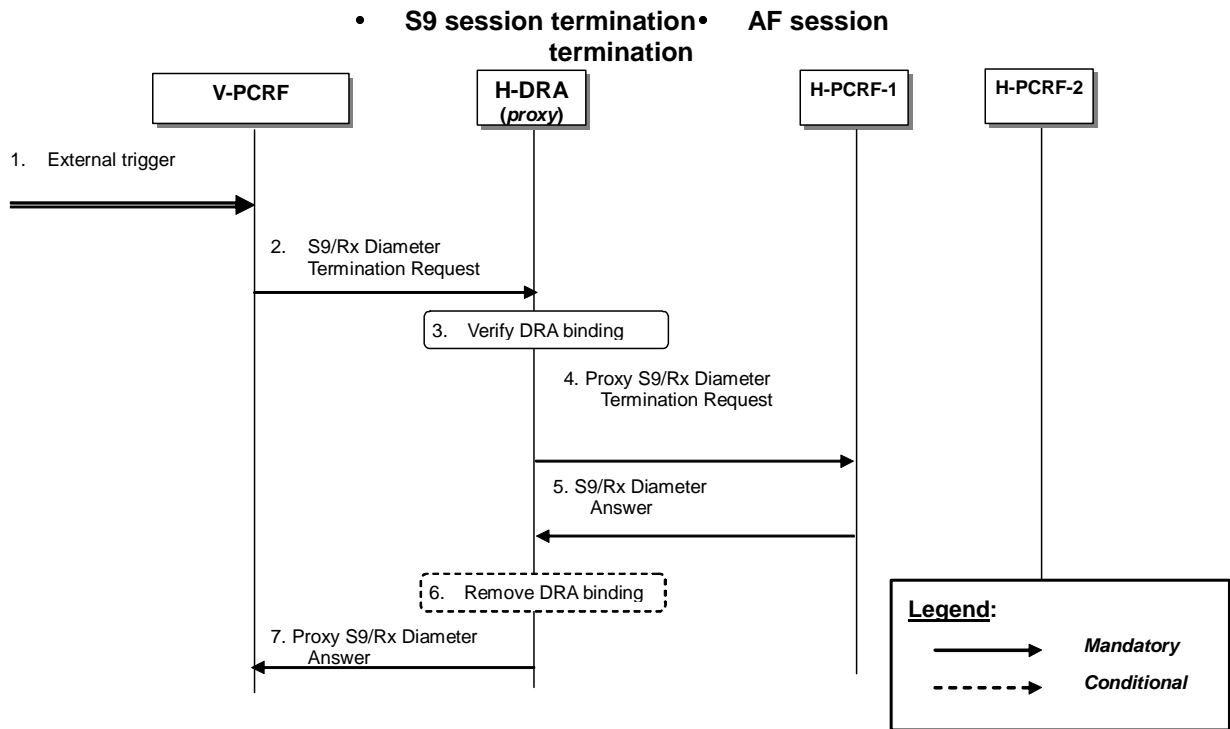 • S9 session termination • AF session
termination
V-PCRF
H-DRA
(proxy)
H-PCRF-1
H-PCRF-2
1. External trigger
2. S9/Rx Diameter
Termination Request
3. Verify DRA binding
4. Proxy S9/Rx Diameter
Termination Request
5. S9/Rx Diameter
Answer
6. Remove DRA binding
7. Proxy S9/Rx Diameter
Answer
Legend:
Mandatory
Conditional